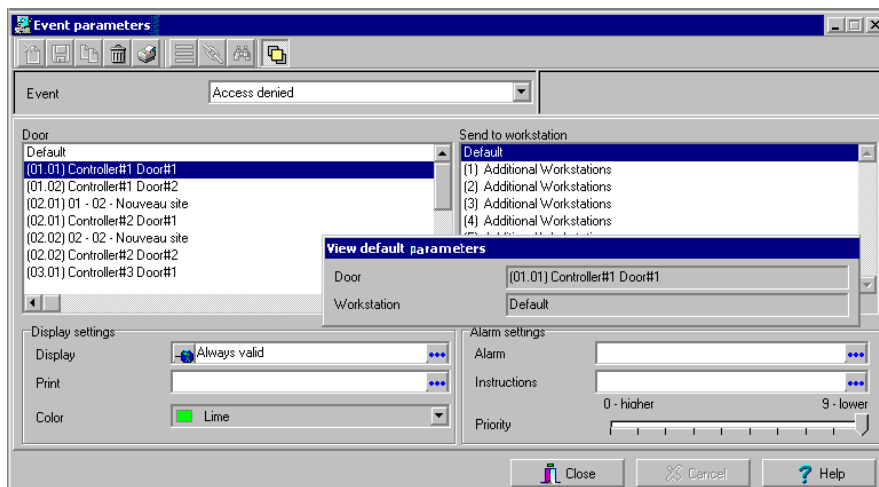 Event parameters
Event
Access denied
Door
Default
(01.01) Controller#1 Door#1
(01.02) Controller#1 Door#2
(02.01) 01 - 02 - Nouveau site
(02.01) Controller#2 Door#1
(02.02) 02 - 02 - Nouveau site
(02.02) Controller#2 Door#2
(03.01) Controller#3 Door#1
Send to workstation
Default
(1) Additional Workstations
(2) Additional Workstations
(3) Additional Workstations
(4) Additional Workstations
View default parameters
Door
(01.01) Controller#1 Door#1
Workstation
Default
Display settings
Display
Always valid
Print
Color
Lime
Alarm settings
Alarm
Instructions
0 - higher
9 - lower
Priority
Close
Cancel
? Help